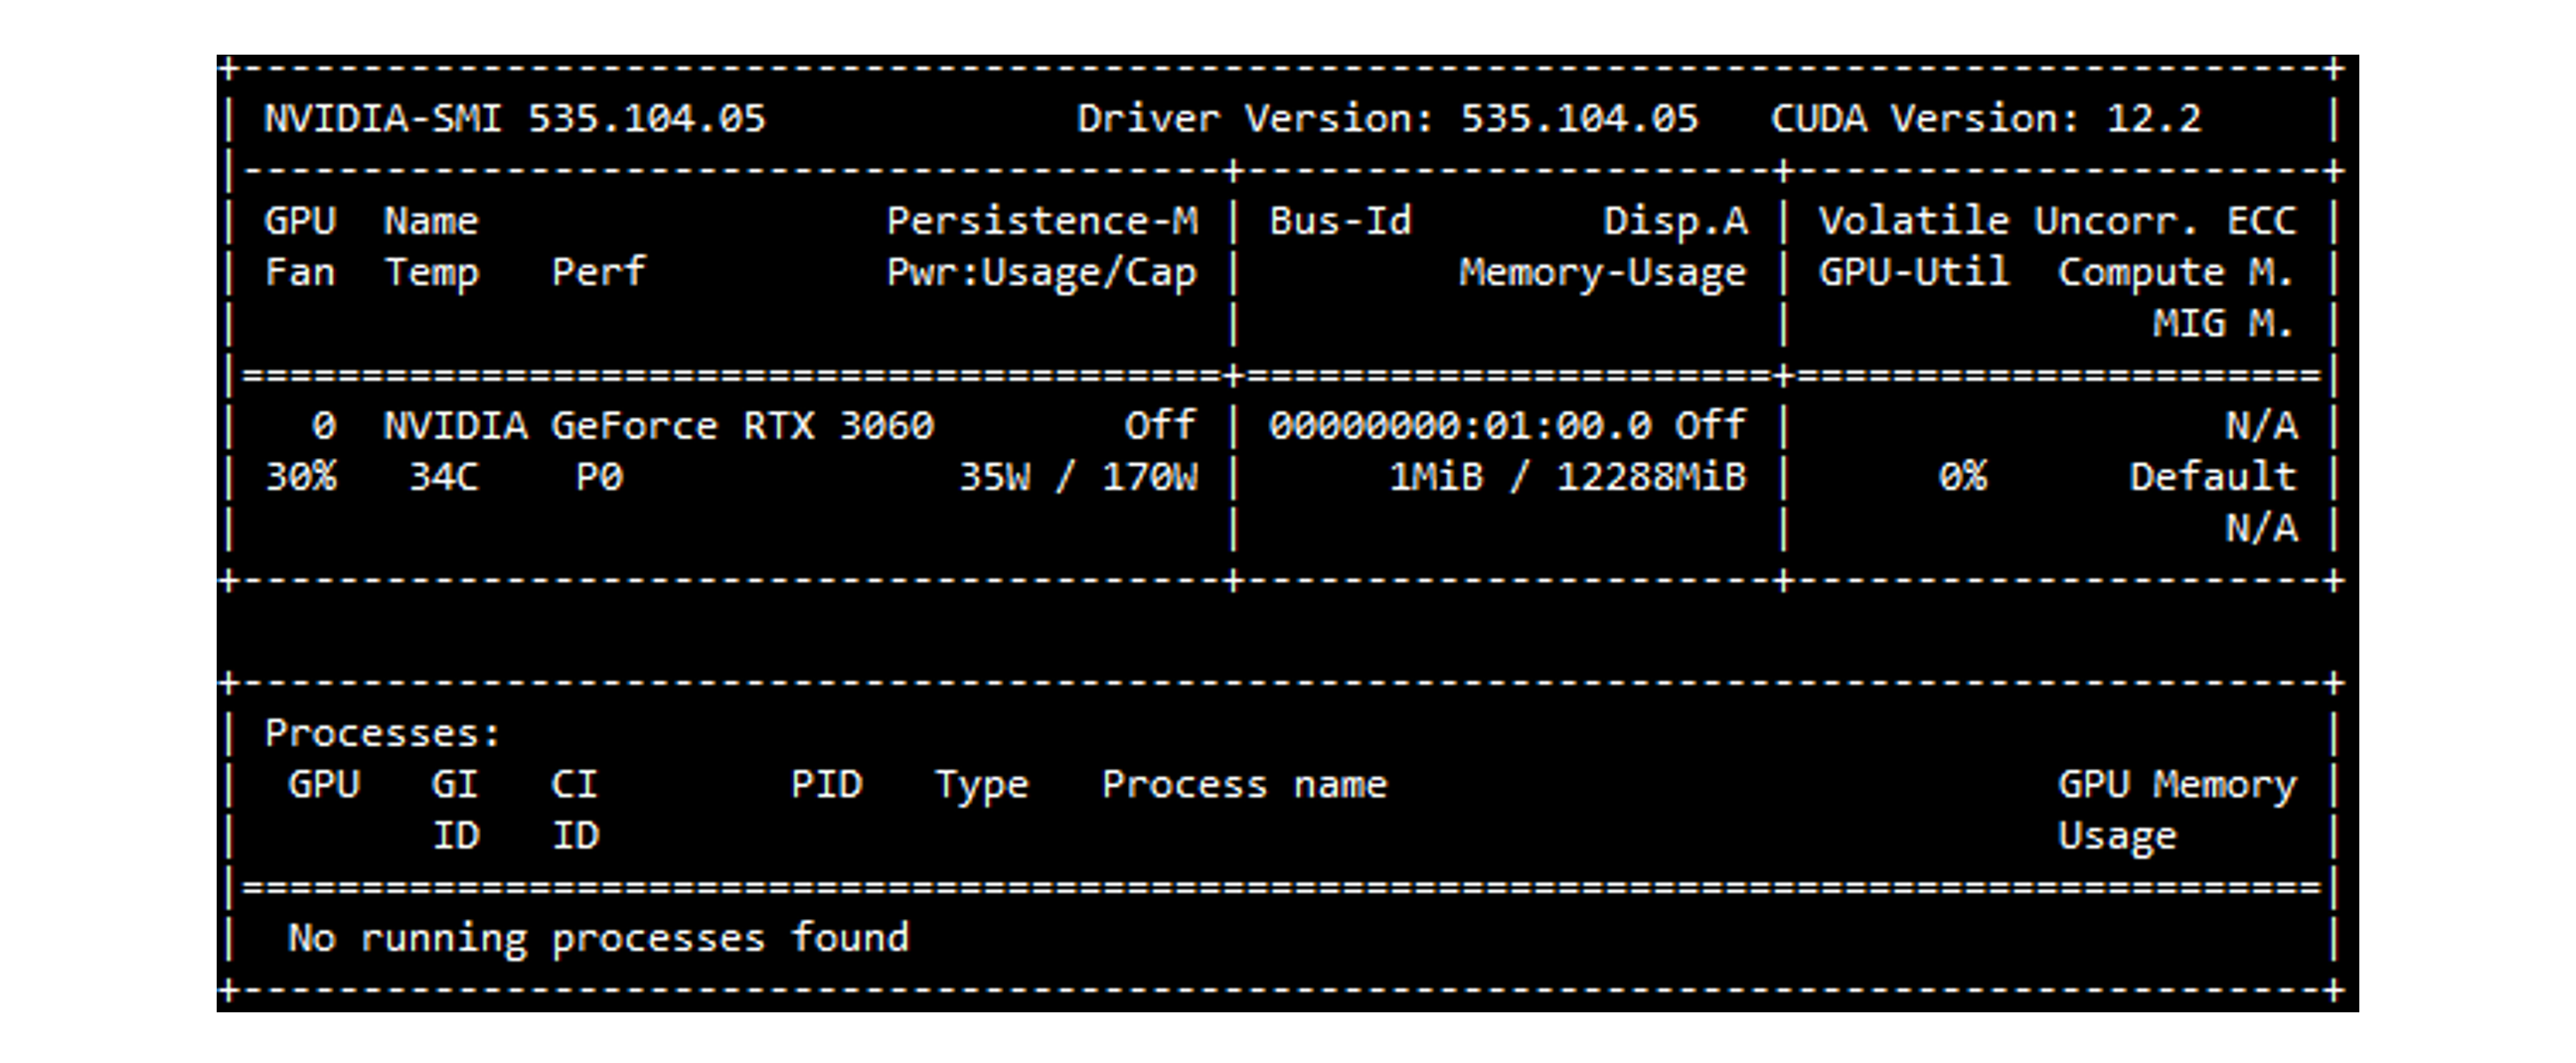 +---------------------------------------------------------------------------------------+
| NVIDIA-SMI 535.104.05             Driver Version: 535.104.05   CUDA Version: 12.2     |
|-----------------------------------------+----------------------+----------------------+
| GPU  Name                 Persistence-M | Bus-Id        Disp.A | Volatile Uncorr. ECC |
| Fan  Temp   Perf          Pwr:Usage/Cap |         Memory-Usage | GPU-Util  Compute M. |
|                                         |                      |               MIG M. |
|=========================================+======================+======================|
|   0  NVIDIA GeForce RTX 3060        Off | 00000000:01:00.0 Off |                  N/A |
| 30%   34C    P0              35W / 170W |      1MiB / 12288MiB |      0%      Default |
|                                         |                      |                  N/A |
+-----------------------------------------+----------------------+----------------------+

+---------------------------------------------------------------------------------------+
| Processes:                                                                            |
|  GPU   GI   CI        PID   Type   Process name                            GPU Memory |
|        ID   ID                                                             Usage      |
|=======================================================================================|
|  No running processes found                                                           |
+---------------------------------------------------------------------------------------+